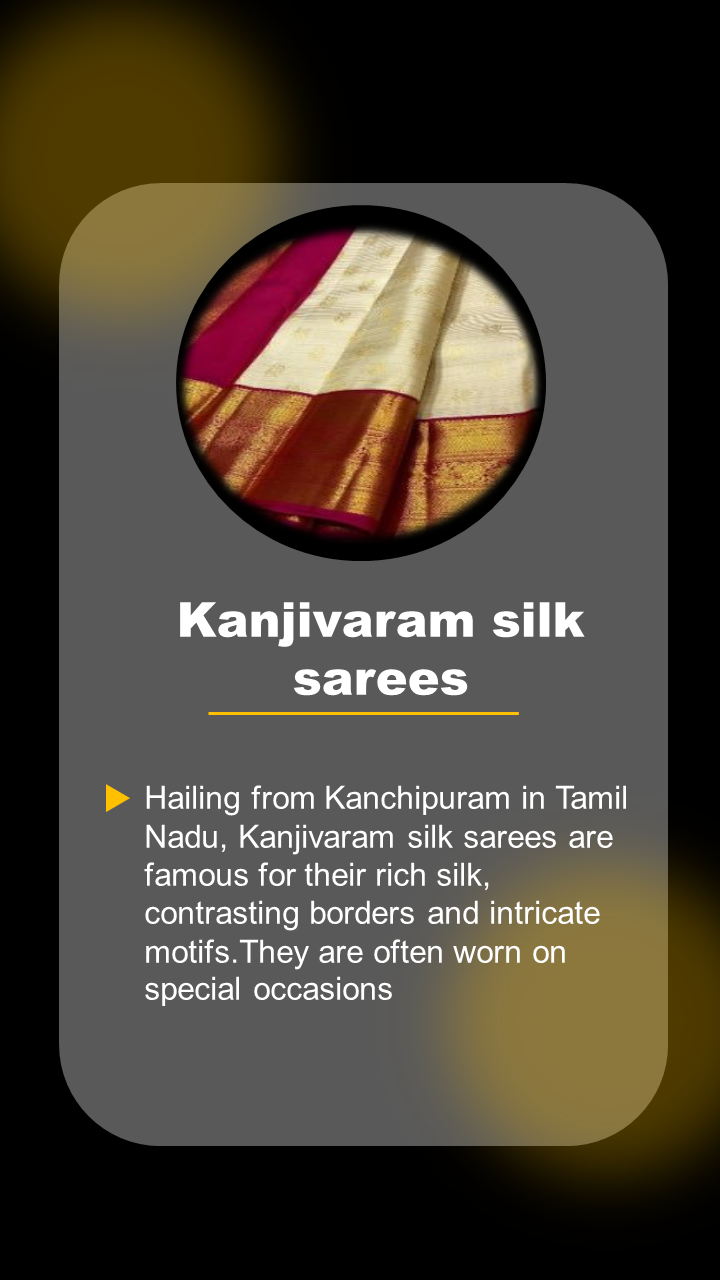 Kanjivaram silk
sarees
Hailing from Kanchipuram in Tamil
Nadu, Kanjivaram silk sarees are
famous for their rich silk,
contrasting borders and intricate
motifs.They are often worn on
special occasions